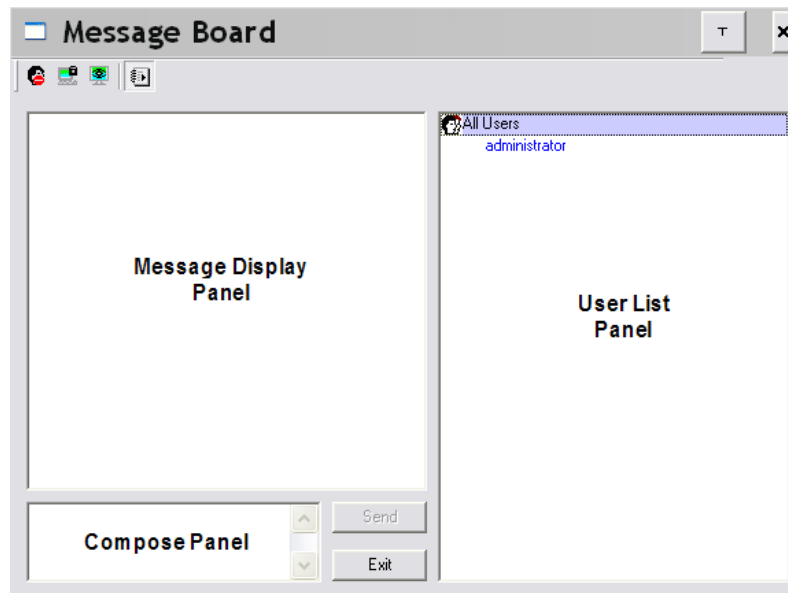 Message Board
T
All Users
administrator
Message Display
Panel
User List
Panel
Compose Panel
Send
Exit